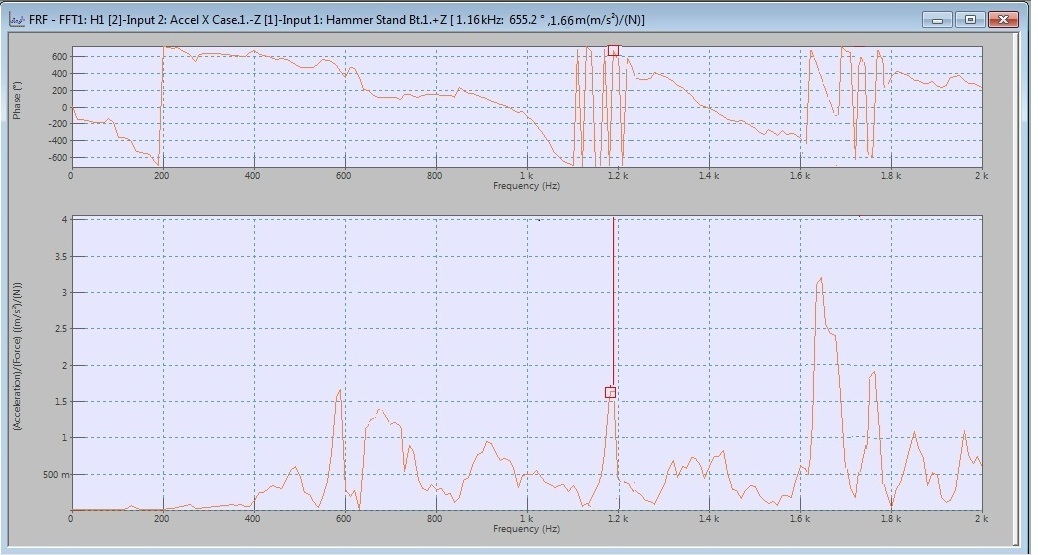 FRF - FFT1: H1 [2]-Input 2: Accel X Case.1.-Z [1]-Input 1: Hammer Stand Bt.1.+Z [ 1.16 kHz: 655.2 ° ,1.66m(m/s²)/(N)]
Phase (°)
600
400
200
0
-200
-400
-600
0 200 400 600 800 1 k 1.2 k 1.4 k 1.6 k 1.8 k 2 k
Frequency (Hz)
(Acceleration)/(Force) ((m/s²)/(N))
4
3.5
3
2.5
2
1.5
1
500 m
0 200 400 600 800 1 k 1.2 k 1.4 k 1.6 k 1.8 k 2 k
Frequency (Hz)